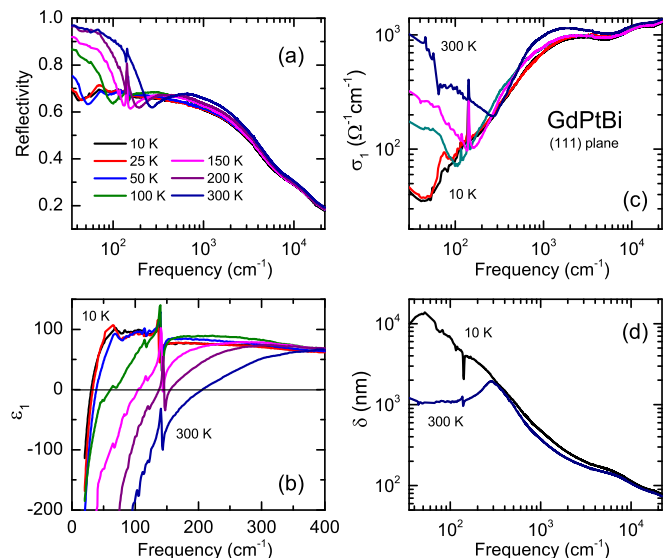 (a)
1.0
0.8
0.6
0.4
0.2
Reflectivity
10 K
25 K
50 K
100 K
150 K
200 K
300 K
10² 10³ 10⁴
Frequency (cm⁻¹)
(c)
10³
10²
σ₁ (Ω⁻¹cm⁻¹)
300 K
10 K
GdPtBi
(111) plane
10² 10³ 10⁴
Frequency (cm⁻¹)
(b)
100
0
-100
-200
ε₁
10 K
300 K
0 100 200 300 400
Frequency (cm⁻¹)
(d)
10⁴
10³
10²
δ (nm)
10 K
300 K
10² 10³ 10⁴
Frequency (cm⁻¹)